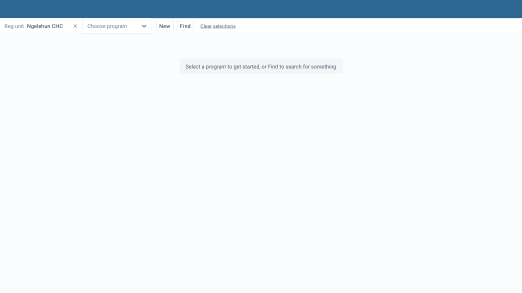 Reg unit Ngelehun CHC Choose program New Find Clear selections
Select a program to get started, or Find to search for something